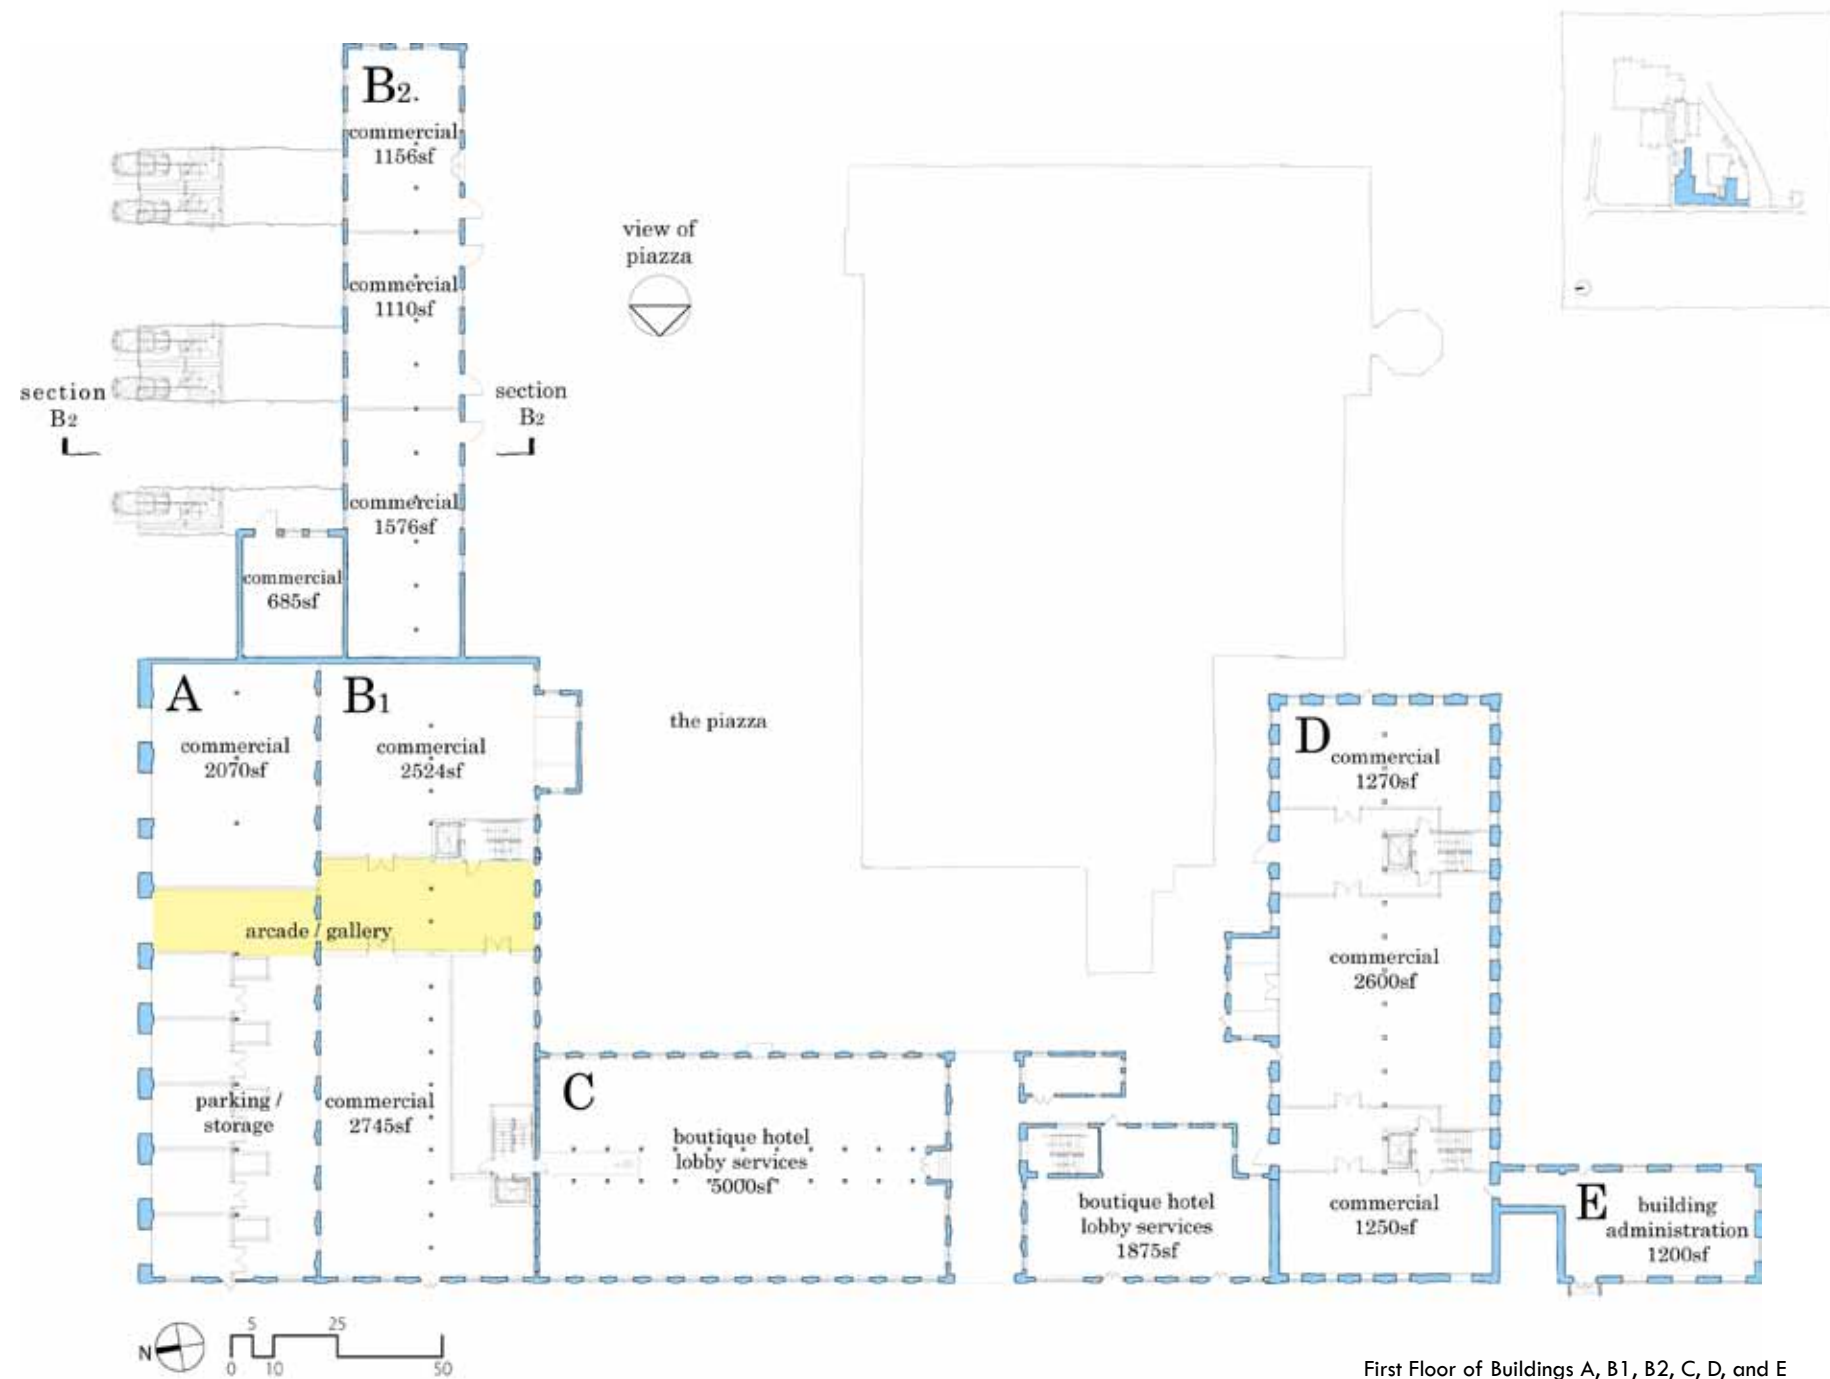 B2.
commercial
1156sf
view of
piazza
commercial
1110sf
section
B2
section
B2
commercial
1576sf
commercial
685sf
A
B1
commercial
2070sf
commercial
2524sf
the piazza
D
commercial
1270sf
arcade / gallery
commercial
2600sf
C
parking /
storage
commercial
2745sf
boutique hotel
lobby services
5000sf
boutique hotel
lobby services
1875sf
commercial
1250sf
E
building
administration
1200sf
N
5
25
0
10
50
First Floor of Buildings A, B1, B2, C, D, and E